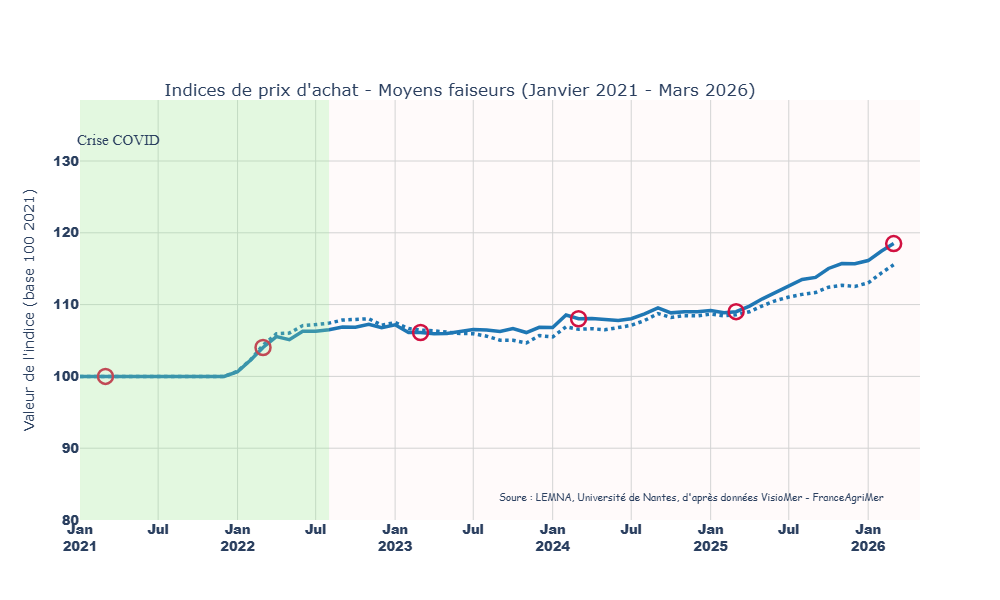 Indices de prix d'achat - Moyens faiseurs (Janvier 2021 - Mars 2026)
Crise COVID
Valeur de l'indice (base 100 2021)
130
120
110
100
90
80
Soure : LEMNA, Université de Nantes, d'après données VisioMer - FranceAgriMer
Jan Jul Jan Jul Jan Jul Jan Jul Jan Jul Jan
2021 2022 2023 2024 2025 2026